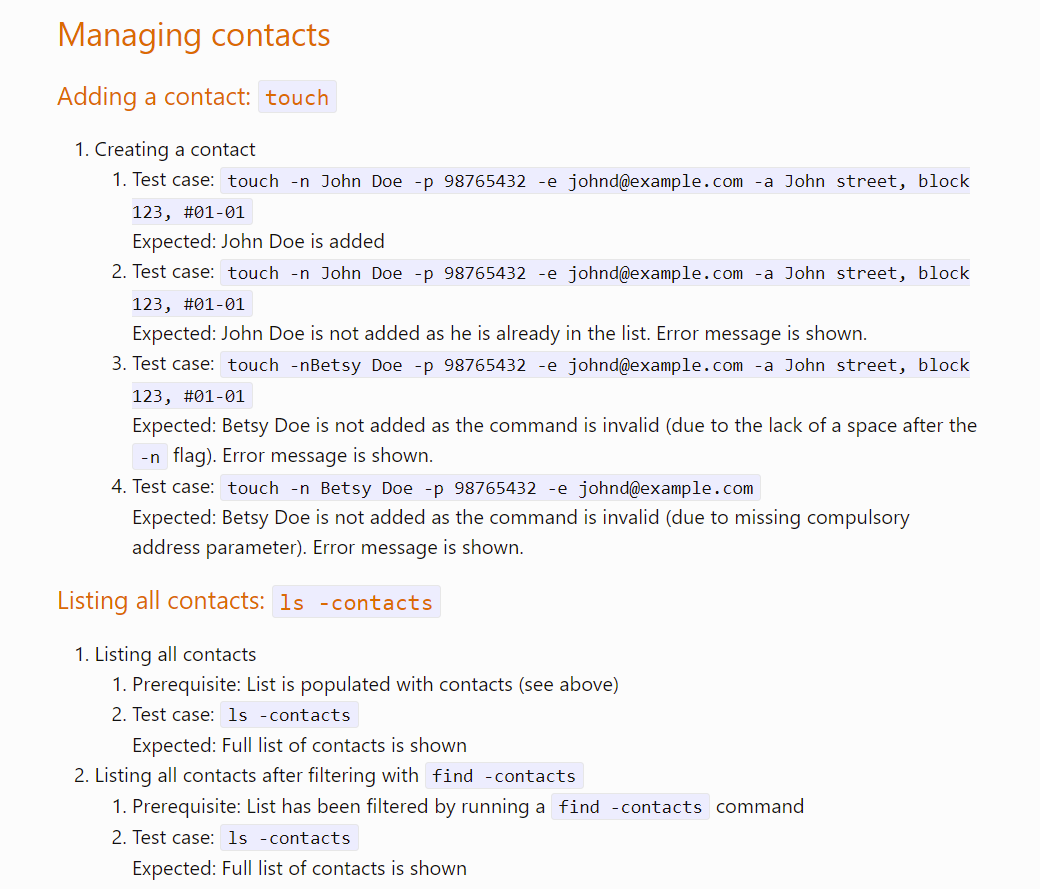 Managing contacts
Adding a contact: touch
1. Creating a contact
1. Test case: touch -n John Doe -p 98765432 -e johnd@example.com -a John street, block
123, #01-01
Expected: John Doe is added
2. Test case: touch -n John Doe -p 98765432 -e johnd@example.com -a John street, block
123, #01-01
Expected: John Doe is not added as he is already in the list. Error message is shown.
3. Test case: touch -nBetsy Doe -p 98765432 -e johnd@example.com -a John street, block
123, #01-01
Expected: Betsy Doe is not added as the command is invalid (due to the lack of a space after the
-n flag). Error message is shown.
4. Test case: touch -n Betsy Doe -p 98765432 -e johnd@example.com
Expected: Betsy Doe is not added as the command is invalid (due to missing compulsory
address parameter). Error message is shown.
Listing all contacts: ls -contacts
1. Listing all contacts
1. Prerequisite: List is populated with contacts (see above)
2. Test case: ls -contacts
Expected: Full list of contacts is shown
2. Listing all contacts after filtering with find -contacts
1. Prerequisite: List has been filtered by running a find -contacts command
2. Test case: ls -contacts
Expected: Full list of contacts is shown